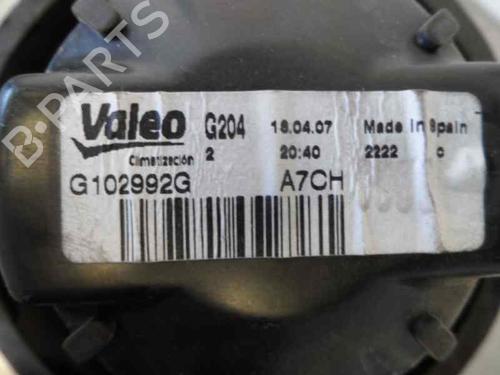 B-PARTS
Valeo G204 18.04.07 Made in Spain
Climatización 2 20:40 2222 c
G102992G A7CH